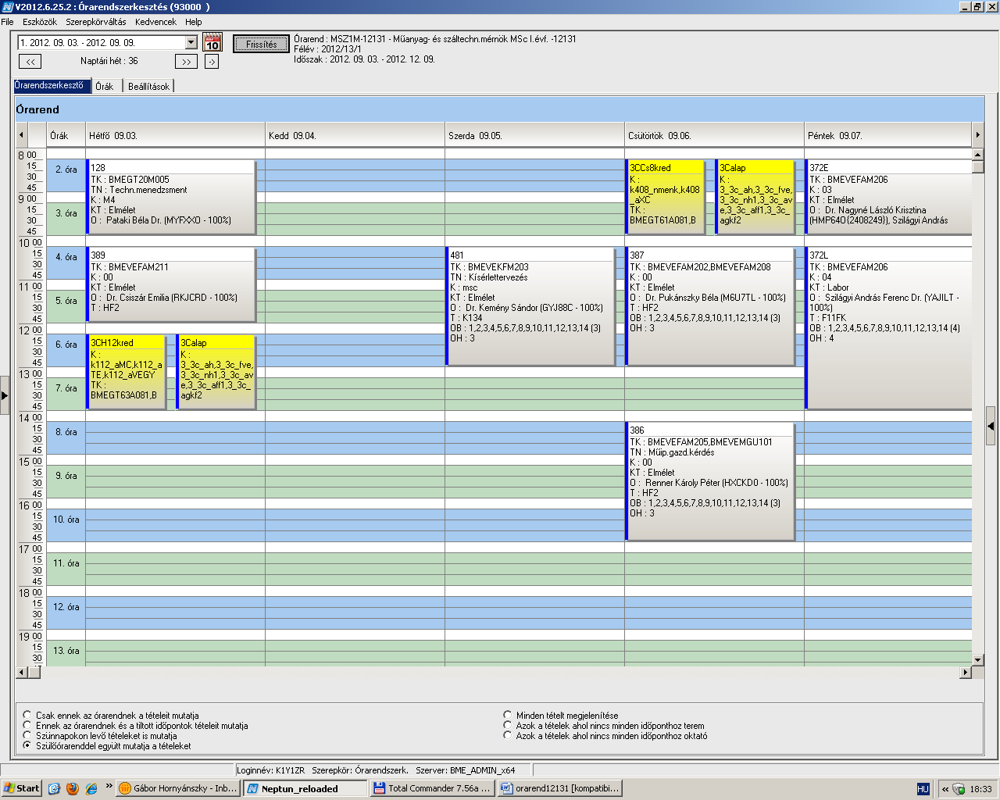 V2012.6.25.2 : Órarendszerkesztés (93000 )
File Eszközök Szerepkörváltás Kedvencek Help
1. 2012. 09. 03. - 2012. 09. 09.
10
Frissítés
<< Naptári hét : 36 >> ->
Órarend : MSZ1M-12131 - Műanyag- és száltechn.mérnök MSc I.évf. -12131
Félév : 2012/13/1
Időszak : 2012. 09. 03. - 2012. 12. 09.
Órarendszerkesztő Órák Beállítások
Órarend
Órák Hétfő 09.03. Kedd 09.04. Szerda 09.05. Csütörtök 09.06. Péntek 09.07.
8 00
15
30
45
9 00
15
30
45
10 00
15
30
45
11 00
15
30
45
12 00
15
30
45
13 00
15
30
45
14 00
15
30
45
15 00
15
30
45
16 00
15
30
45
17 00
15
30
45
18 00
15
30
45
19 00
15
30
2. óra
3. óra
4. óra
5. óra
6. óra
7. óra
8. óra
9. óra
10. óra
11. óra
12. óra
13. óra
128
TK : BMEGT20M005
TN : Techn.menedzsment
K : M4
KT : Elmélet
O : Pataki Béla Dr. (MYFXXO - 100%)
389
TK : BMEVEFAM211
K : 00
KT : Elmélet
O : Dr. Csiszár Emilia (RKJCRD - 100%)
T : HF2
3CH12kred
K :
k112_aMC,k112_a
TE,k112_aVEGY
TK :
BMEGT63A081,B
3Calap
K :
3_3c_ah,3_3c_fve,
3_3c_nh1,3_3c_av
e,3_3c_aff1,3_3c_
agkf2
481
TK : BMEVEKFM203
TN : Kísérlettervezés
K : msc
KT : Elmélet
O : Dr. Kemény Sándor (GYJ88C - 100%)
T : K134
OB : 1,2,3,4,5,6,7,8,9,10,11,12,13,14 (3)
OH : 3
3CCs8kred
K :
k408_nmenk,k408
_aXC
TK :
BMEGT61A081,B
3Calap
K :
3_3c_ah,3_3c_fve,
3_3c_nh1,3_3c_av
e,3_3c_aff1,3_3c_
agkf2
387
TK : BMEVEFAM202,BMEVEFAM208
K : 00
KT : Elmélet
O : Dr. Pukánszky Béla (M6U7TL - 100%)
T : HF2
OB : 1,2,3,4,5,6,7,8,9,10,11,12,13,14 (3)
OH : 3
386
TK : BMEVEFAM205,BMEVEMGU101
TN : Műip.gazd.kérdés
K : 00
KT : Elmélet
O : Renner Károly Péter (HXCKD0 - 100%)
T : HF2
OB : 1,2,3,4,5,6,7,8,9,10,11,12,13,14 (3)
OH : 3
372E
TK : BMEVEFAM206
K : 03
KT : Elmélet
O : Dr. Nagyné László Krisztina
(HMP64O{2408249}), Szilágyi András
372L
TK : BMEVEFAM206
K : 04
KT : Labor
O : Szilágyi András Ferenc Dr. (YAJILT -
100%)
T : F11FK
OB : 1,2,3,4,5,6,7,8,9,10,11,12,13,14 (4)
OH : 4
Csak ennek az órarendnek a tételeit mutatja
Ennek az órarendnek és a tiltott időpontok tételeit mutatja
Szünnapokon levő tételeket is mutatja
Szülőórarenddel együtt mutatja a tételeket
Minden tételt megjelenítése
Azok a tételek ahol nincs minden időponthoz terem
Azok a tételek ahol nincs minden időponthoz oktató
Loginnév: K1Y1ZR Szerepkör: Órarendszerk. Szerver: BME_ADMIN_x64
Start » Gábor Hornyánszky - Inb... Neptun_reloaded Total Commander 7.56a ... orarend12131 [kompatibi... HU « 18:33